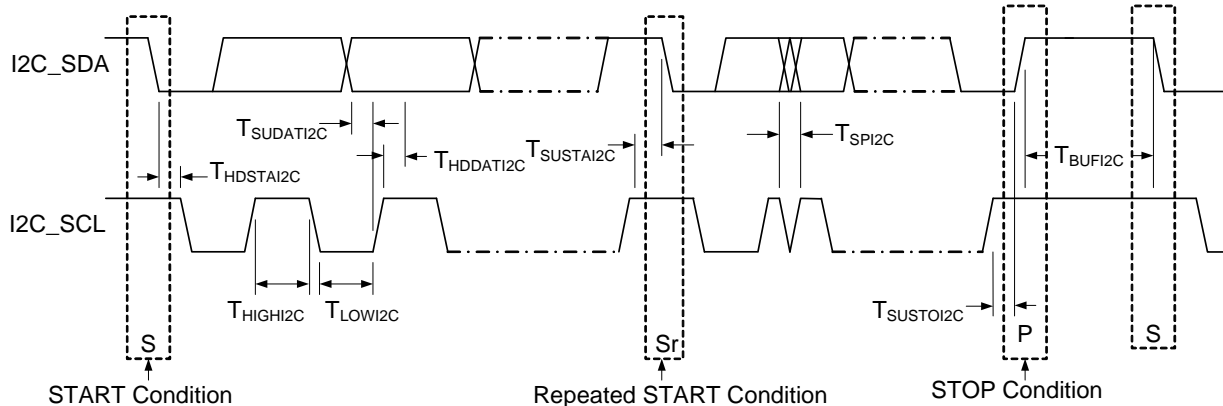 I2C_SDA
TSUDATI2C
THDSTAI2C
THDDATI2C
TSUSTAI2C
TSPI2C
TBUFI2C
I2C_SCL
THIGHI2C
TLOWI2C
TSUSTOI2C
S
Sr
P
S
START Condition
Repeated START Condition
STOP Condition